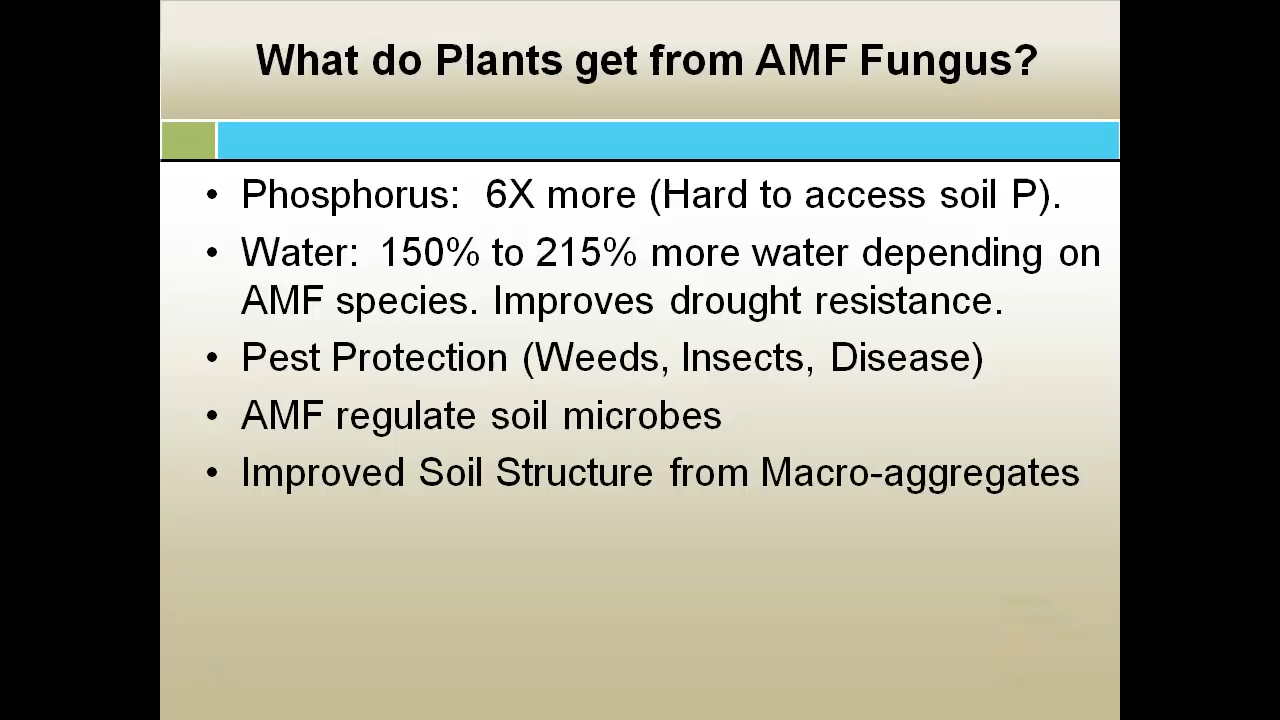 What do Plants get from AMF Fungus?
• Phosphorus:  6X more (Hard to access soil P).
• Water:  150% to 215% more water depending on
AMF species. Improves drought resistance.
• Pest Protection (Weeds, Insects, Disease)
• AMF regulate soil microbes
• Improved Soil Structure from Macro-aggregates